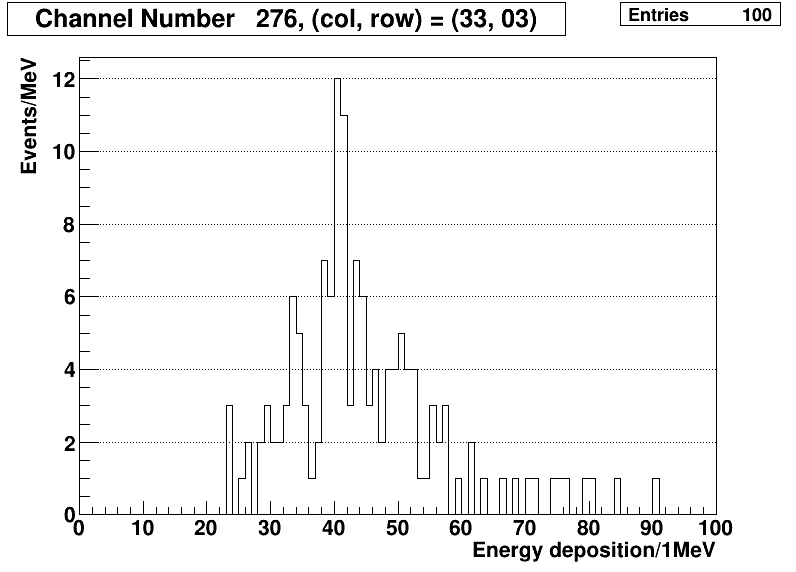 Channel Number 276, (col, row) = (33, 03)
Entries 100
Events/MeV
12
10
8
6
4
2
0
0 10 20 30 40 50 60 70 80 90 100
Energy deposition/1MeV